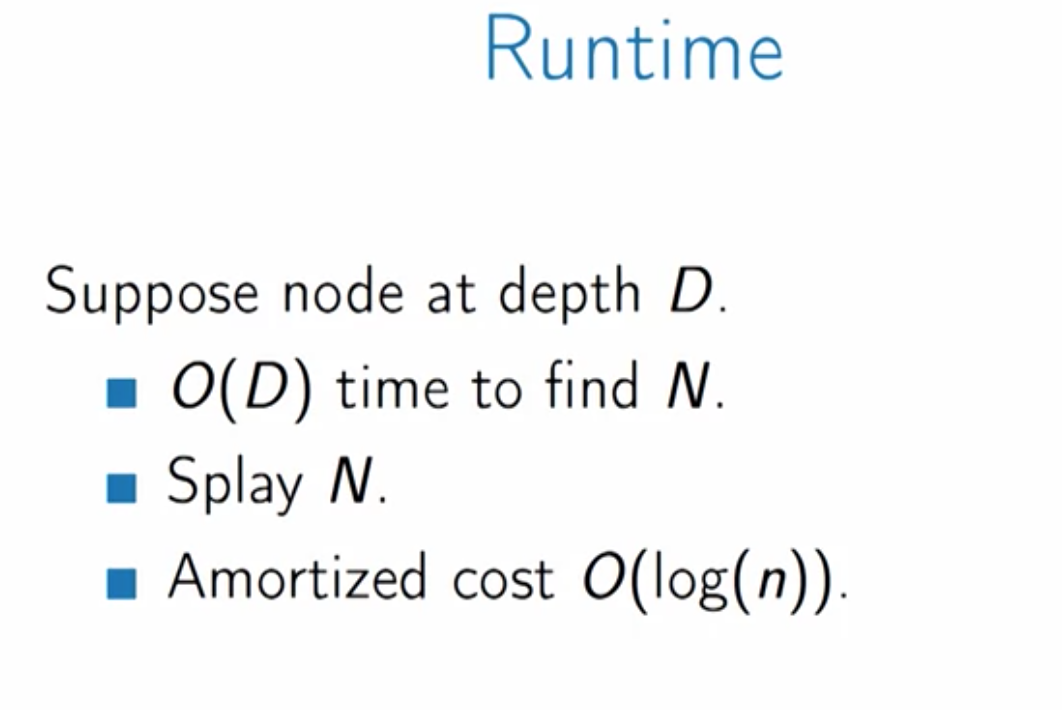 Runtime
Suppose node at depth D.
O(D) time to find N.
Splay N.
Amortized cost O(log(n)).